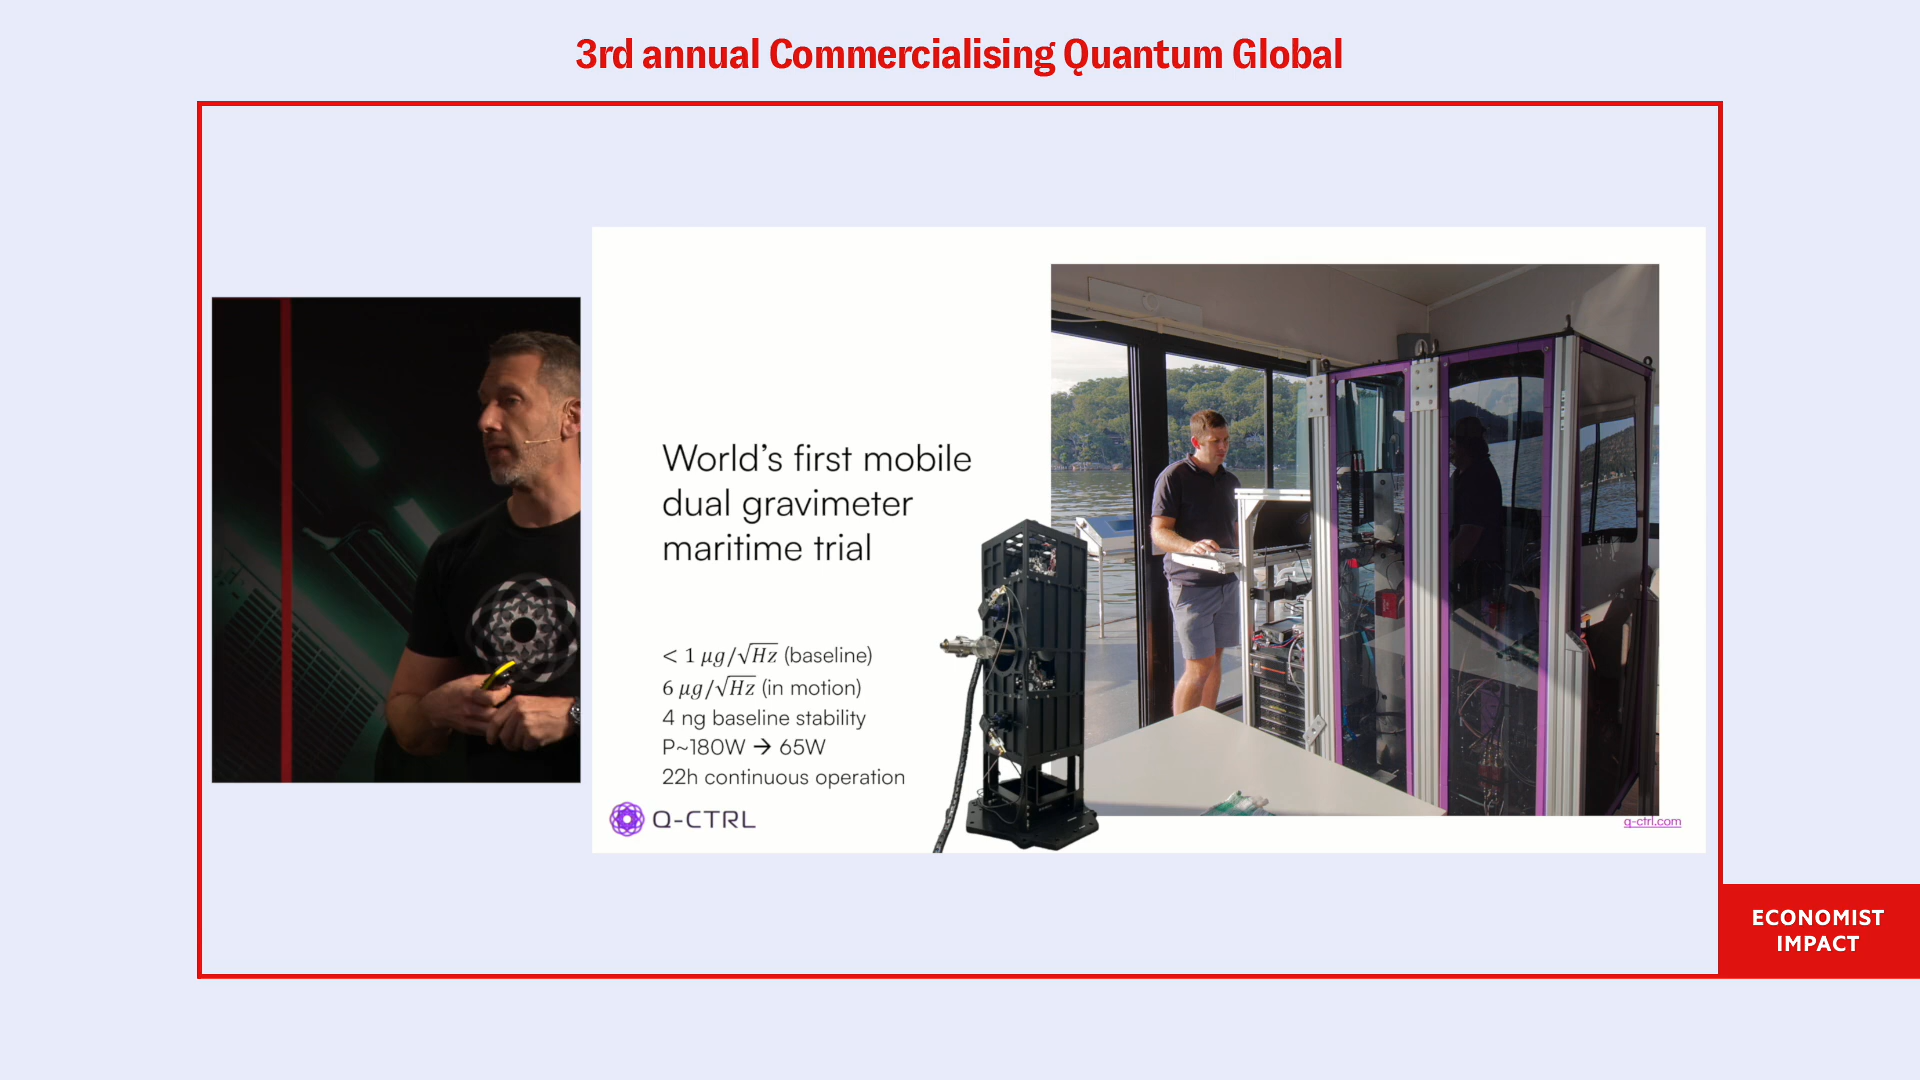 3rd annual Commercialising Quantum Global
World's first mobile
dual gravimeter
maritime trial
< 1 μg/√Hz (baseline)
6 μg/√Hz (in motion)
4 ng baseline stability
P~180W → 65W
22h continuous operation
Q-CTRL
q-ctrl.com
ECONOMIST
IMPACT